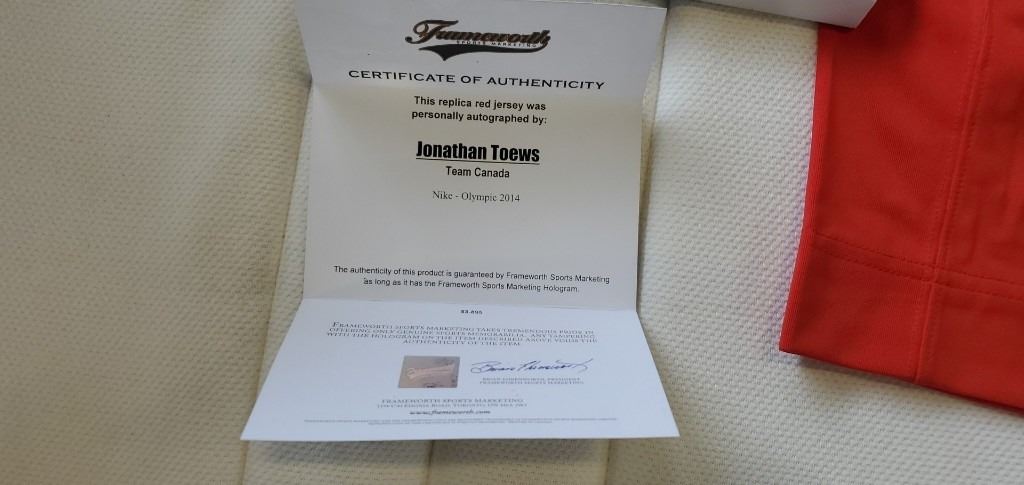 Frameworth
SPORTS MARKETING
CERTIFICATE OF AUTHENTICITY
This replica red jersey was
personally autographed by:
Jonathan Toews
Team Canada
Nike - Olympic 2014
The authenticity of this product is guaranteed by Frameworth Sports Marketing
as long as it has the Frameworth Sports Marketing Hologram.
FRAMEWORTH SPORTS MARKETING TAKES TREMENDOUS PRIDE IN
OFFERING ONLY GENUINE SPORTS MEMORABILIA. ANY TAMPERING
WITH THE HOLOGRAM ON THE ITEM DESCRIBED ABOVE VOIDS THE
AUTHENTICITY OF THE ITEM
PRESIDENT
FRAMEWORTH SPORTS MARKETING
FRAMEWORTH SPORTS MARKETING
www.frameworth.com